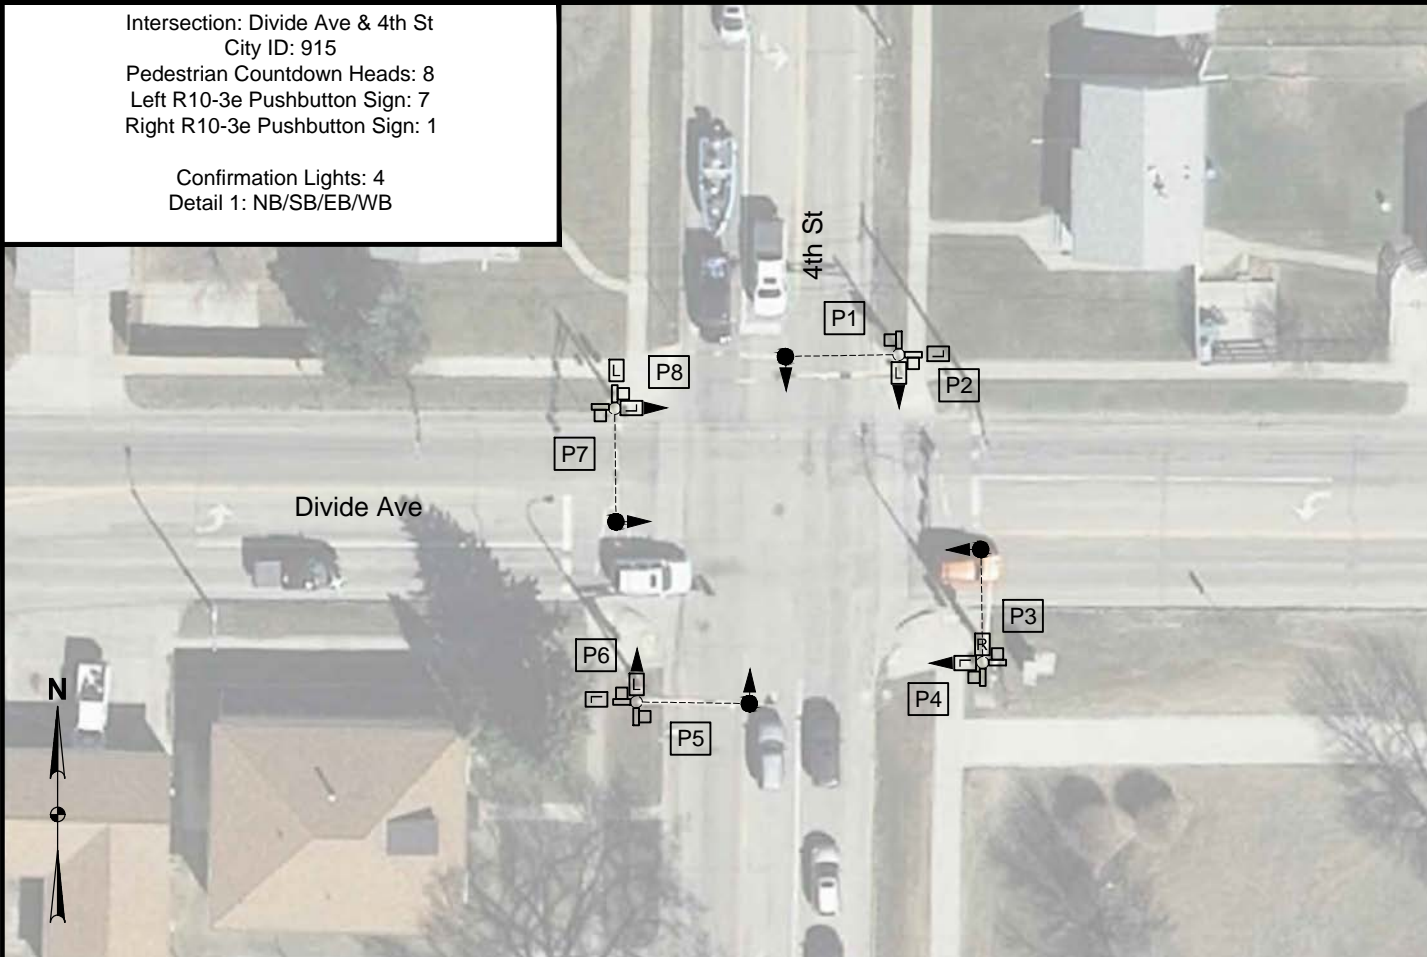 Intersection: Divide Ave & 4th St
City ID: 915
Pedestrian Countdown Heads: 8
Left R10-3e Pushbutton Sign: 7
Right R10-3e Pushbutton Sign: 1
Confirmation Lights: 4
Detail 1: NB/SB/EB/WB
4th St
P1
L
L
P2
L
P8
L
P7
Divide Ave
P3
R
P6
L
L
L
P4
P5
N